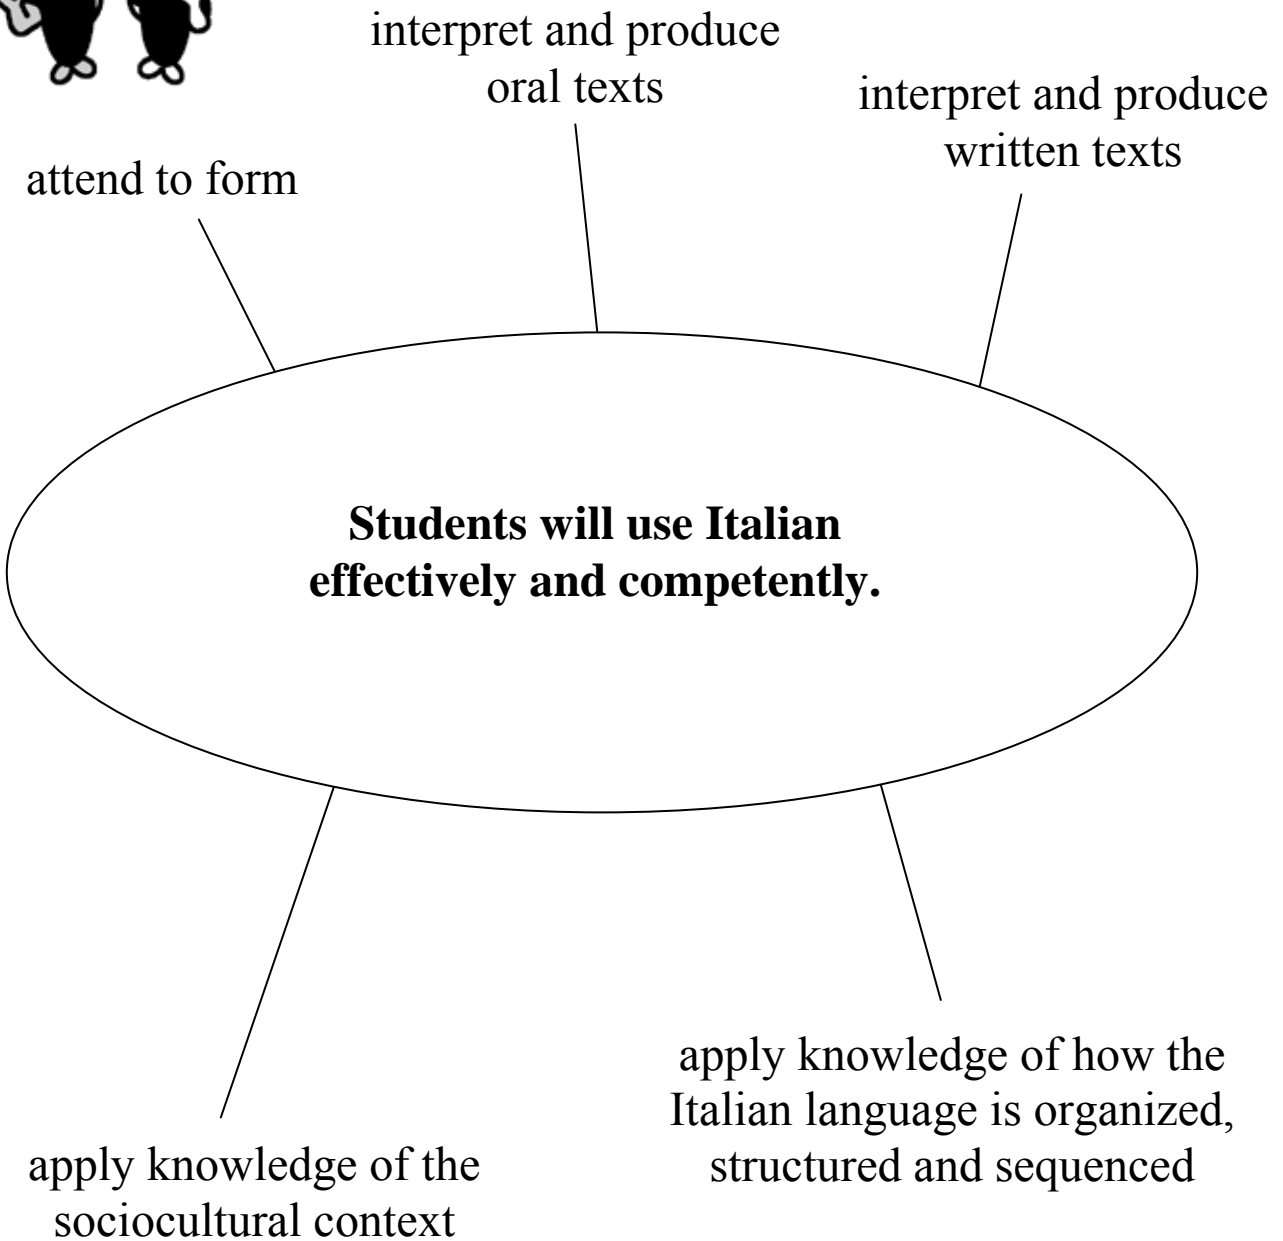 interpret and produce
oral texts
interpret and produce
written texts
attend to form
Students will use Italian
effectively and competently.
apply knowledge of how the
Italian language is organized,
structured and sequenced
apply knowledge of the
sociocultural context